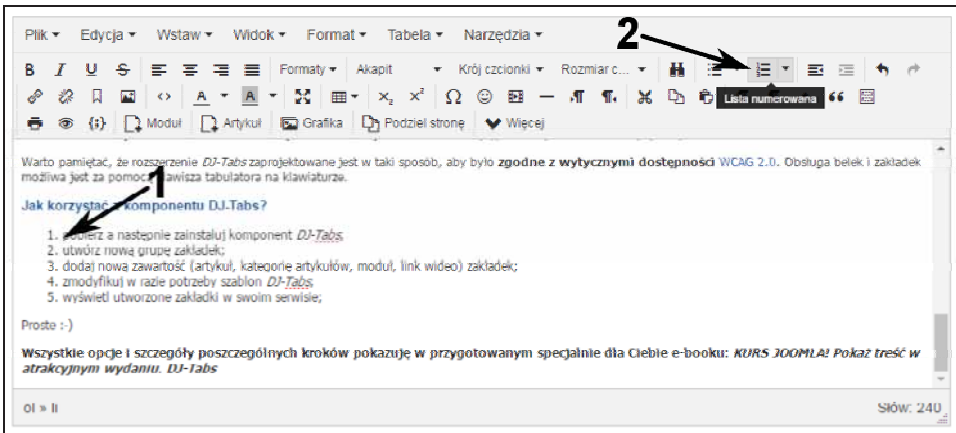 Plik Edycja Wstaw Widok Format Tabela Narzędzia
2
B I U S Formaty Akapit Krój czcionki Rozmiar c...
A A x₂ x² Ω
Lista numerowana
{;} Moduł Artykuł Grafika Podziel stronę Więcej
Warto pamiętać, że rozszerzenie DJ-Tabs zaprojektowane jest w taki sposób, aby było zgodne z wytycznymi dostępności WCAG 2.0. Obsługa belek i zakładek
możliwa jest za pomocą klawisza tabulatora na klawiaturze.
1
Jak korzystać z komponentu DJ-Tabs?
1. pobierz a następnie zainstaluj komponent DJ-Tabs;
2. utwórz nową grupę zakładek;
3. dodaj nową zawartość (artykuł, kategorie artykułów, moduł, link wideo) zakładek;
4. zmodyfikuj w razie potrzeby szablon DJ-Tabs;
5. wyświetl utworzone zakładki w swoim serwisie;
Proste :-)
Wszystkie opcje i szczegóły poszczególnych kroków pokazuję w przygotowanym specjalnie dla Ciebie e-booku: KURS JOOMLA! Pokaż treść w
atrakcyjnym wydaniu. DJ-Tabs
ol » li Słów: 240